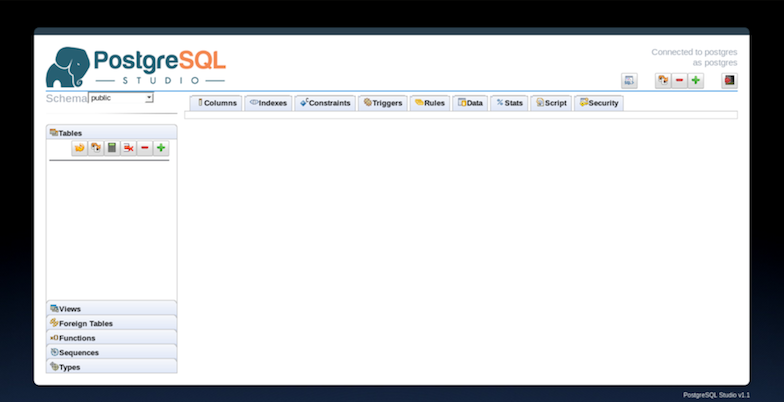 PostgreSQL
STUDIO
Connected to postgres
as postgres
Schema public
Columns Indexes Constraints Triggers Rules Data Stats Script Security
Tables
Views
Foreign Tables
Functions
Sequences
Types
PostgreSQL Studio v1.1